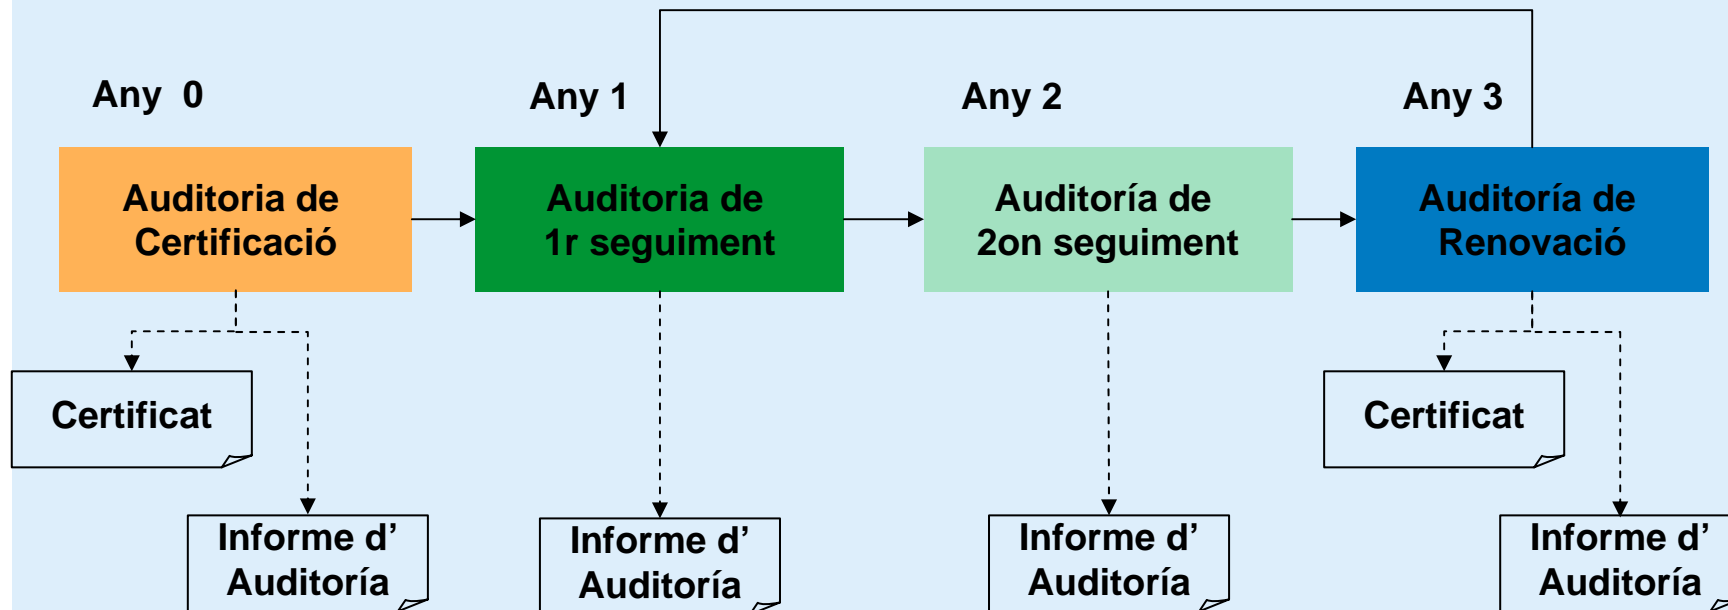 Any  0
Any 1
Any 2
Any 3
Auditoria de
Certificació
Auditoria de
1r seguiment
Auditoría de
2on seguiment
Auditoría de
Renovació
Certificat
Certificat
Informe d’
Auditoría
Informe d’
Auditoría
Informe d’
Auditoría
Informe d’
Auditoría